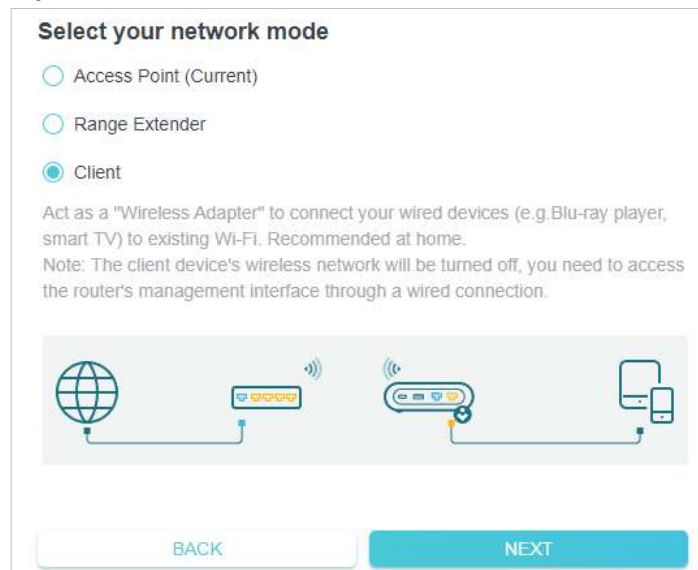 Select your network mode
Access Point (Current)
Range Extender
Client
Act as a "Wireless Adapter" to connect your wired devices (e.g.Blu-ray player,
smart TV) to existing Wi-Fi. Recommended at home.
Note: The client device's wireless network will be turned off, you need to access
the router's management interface through a wired connection.
BACK
NEXT